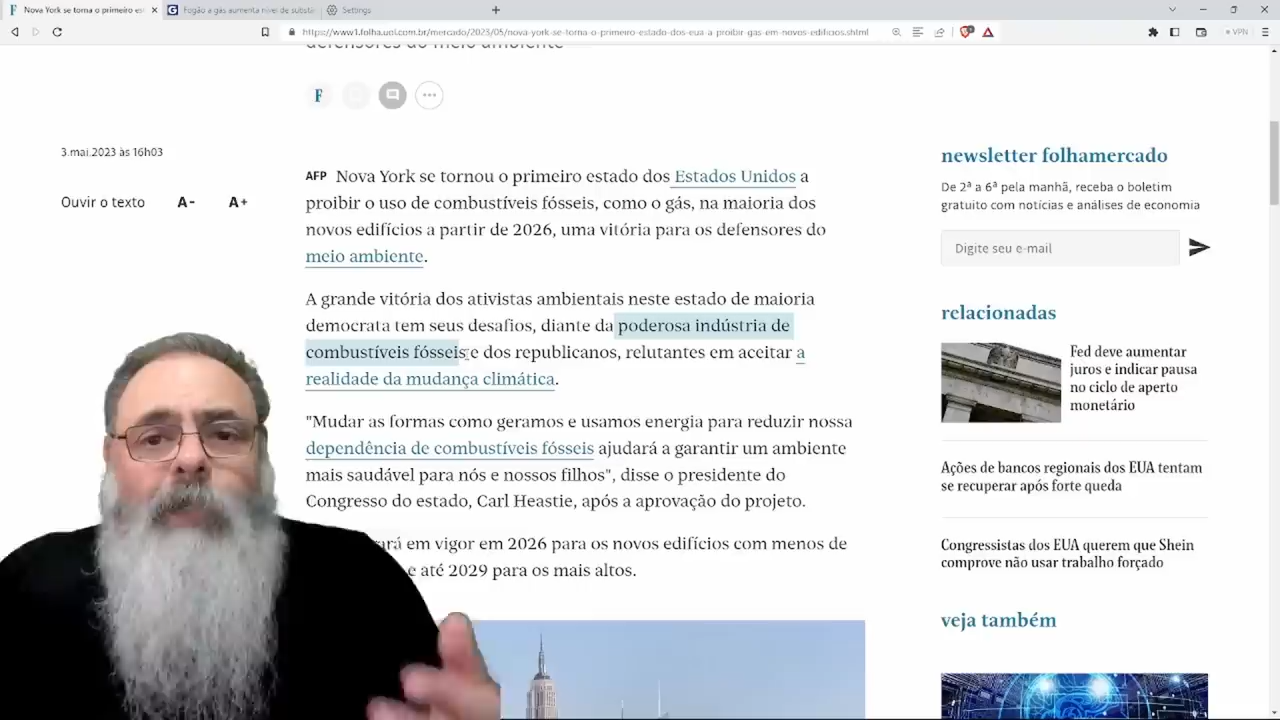 Nova York se torna o primeiro est
Fogão a gás aumenta nível de substâ
Settings
https://www1.folha.uol.com.br/mercado/2023/05/nova-york-se-torna-o-primeiro-estado-dos-eua-a-proibir-gas-em-novos-edificios.shtml
VPN
defensores do meio ambiente
F
3.mai.2023 às 16h03
Ouvir o texto A- A+
AFP Nova York se tornou o primeiro estado dos Estados Unidos a
proibir o uso de combustíveis fósseis, como o gás, na maioria dos
novos edifícios a partir de 2026, uma vitória para os defensores do
meio ambiente.
A grande vitória dos ativistas ambientais neste estado de maioria
democrata tem seus desafios, diante da poderosa indústria de
combustíveis fósseis e dos republicanos, relutantes em aceitar a
realidade da mudança climática.
"Mudar as formas como geramos e usamos energia para reduzir nossa
dependência de combustíveis fósseis ajudará a garantir um ambiente
mais saudável para nós e nossos filhos", disse o presidente do
Congresso do estado, Carl Heastie, após a aprovação do projeto.
ará em vigor em 2026 para os novos edifícios com menos de
e até 2029 para os mais altos.
newsletter folhamercado
De 2ª a 6ª pela manhã, receba o boletim
gratuito com notícias e análises de economia
Digite seu e-mail
relacionadas
Fed deve aumentar
juros e indicar pausa
no ciclo de aperto
monetário
Ações de bancos regionais dos EUA tentam
se recuperar após forte queda
Congressistas dos EUA querem que Shein
comprove não usar trabalho forçado
veja também